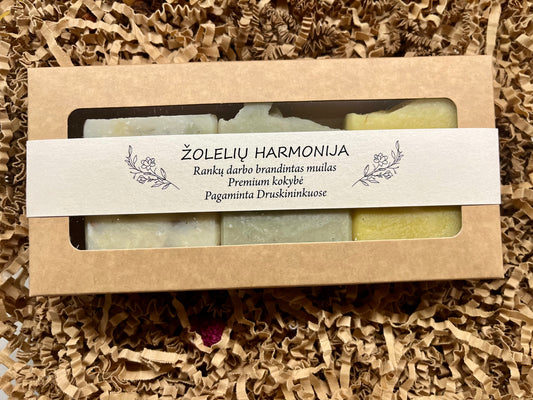 ŽOLELIŲ HARMONIJA
Rankų darbo brandintas muilas
Premium kokybė
Pagaminta Druskininkuose